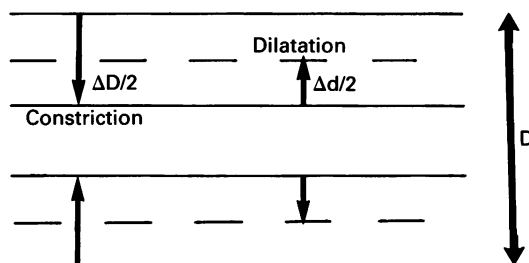 Dilatation
ΔD/2
Δd/2
Constriction
D